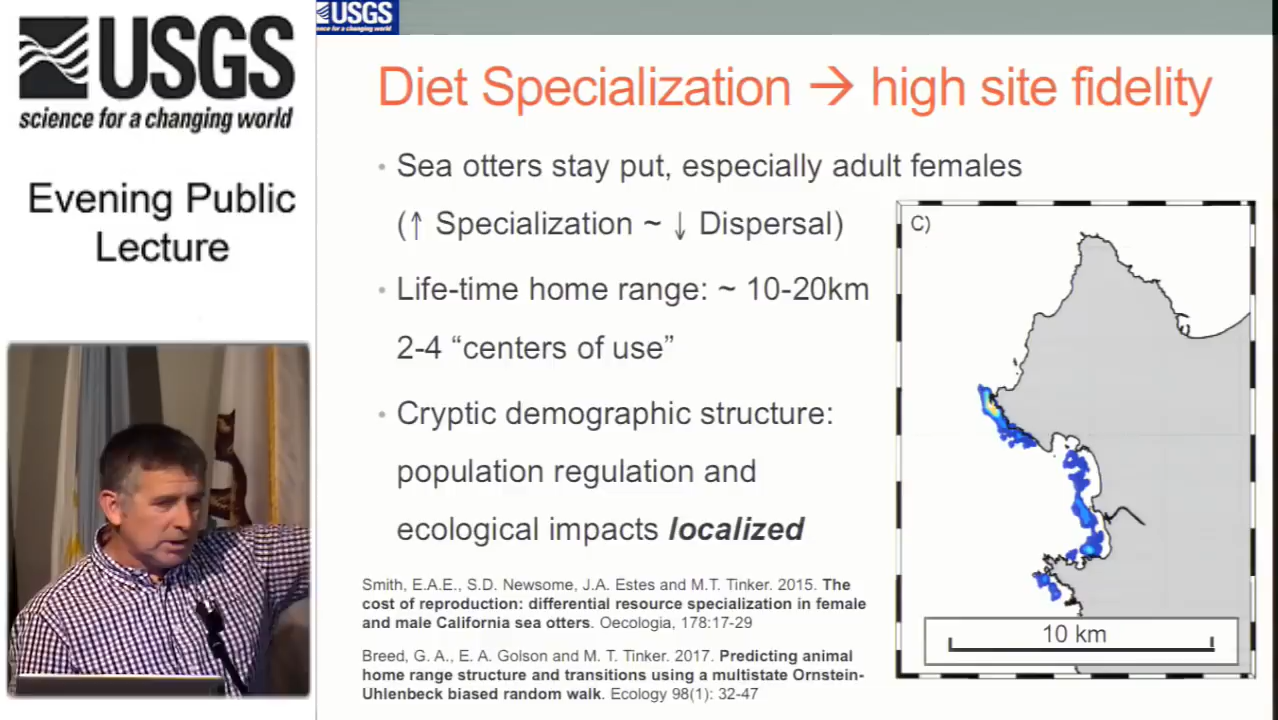 USGS
science for a changing world
Evening Public
Lecture
USGS
science for a changing world
Diet Specialization → high site fidelity
• Sea otters stay put, especially adult females
(↑ Specialization ~ ↓ Dispersal)
• Life-time home range: ~ 10-20km
2-4 “centers of use”
• Cryptic demographic structure:
population regulation and
ecological impacts localized
C)
10 km
Smith, E.A.E., S.D. Newsome, J.A. Estes and M.T. Tinker. 2015. The
cost of reproduction: differential resource specialization in female
and male California sea otters. Oecologia, 178:17-29
Breed, G. A., E. A. Golson and M. T. Tinker. 2017. Predicting animal
home range structure and transitions using a multistate Ornstein-
Uhlenbeck biased random walk. Ecology 98(1): 32-47